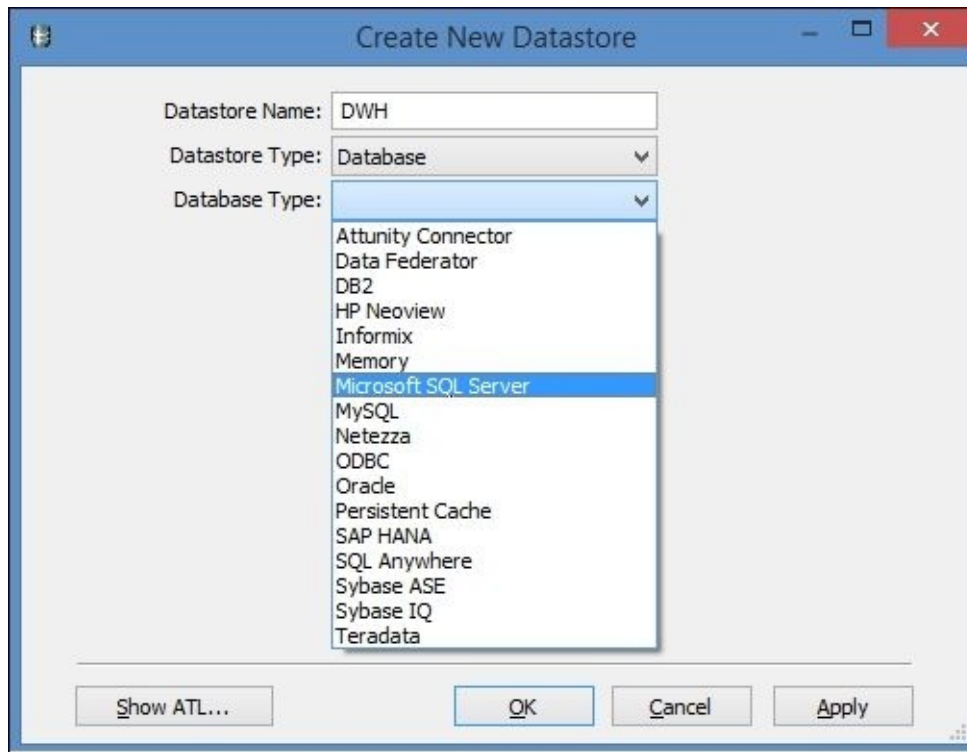 Create New Datastore
Datastore Name: DWH
Datastore Type: Database
Database Type:
Attunity Connector
Data Federator
DB2
HP Neoview
Informix
Memory
Microsoft SQL Server
MySQL
Netezza
ODBC
Oracle
Persistent Cache
SAP HANA
SQL Anywhere
Sybase ASE
Sybase IQ
Teradata
Show ATL... OK Cancel Apply